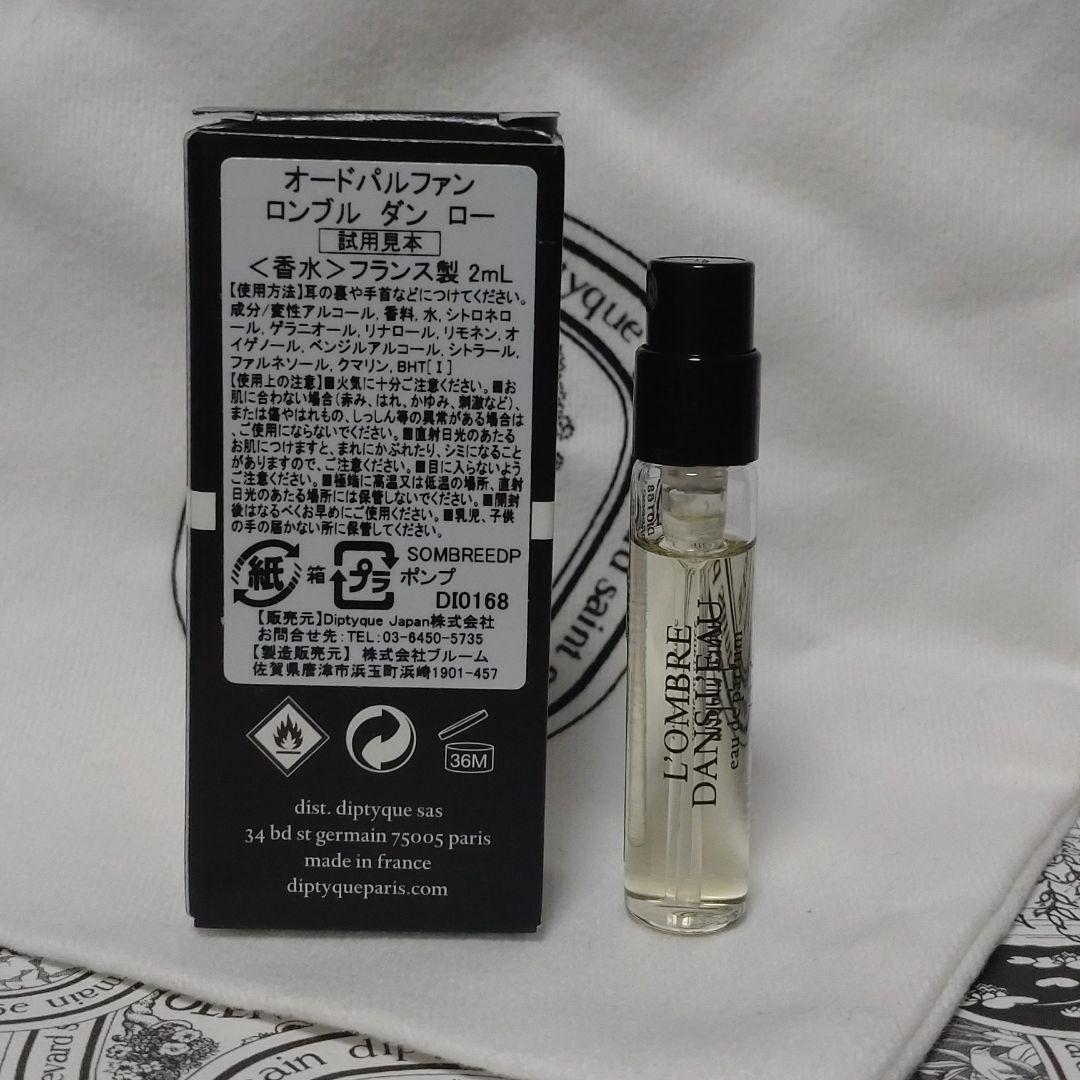 オードパルファン
ロンブル ダン ロー
試用見本
＜香水＞フランス製 2mL
【使用方法】耳の裏や手首などにつけてください。
成分/変性アルコール, 香料, 水, シトロネロ
ール, ゲラニオール, リナロール, リモネン, オ
イゲノール, ベンジルアルコール, シトラール,
ファルネソール, クマリン, BHT[Ⅰ]
【使用上の注意】■火気に十分ご注意ください。■お
肌に合わない場合(赤み、はれ、かゆみ、刺激など)、
または傷やはれもの、しっしん等の異常がある場合は
、ご使用にならないでください。■直射日光のあたる
お肌につけますと、まれにかぶれたり、シミになること
がありますので、ご注意ください。■目に入らないよう
ご注意ください。■極端に高温又は低温の場所、直射
日光のあたる場所には保管しないでください。■開封
後はなるべくお早めにご使用ください。■乳児、子供
の手の届かない所に保管してください。
紙 箱 プラ ポンプ
SOMBREEDP
DI0168
【販売元】Diptyque Japan株式会社
お問合せ先:TEL:03-6450-5735
【製造販売元】 株式会社ブルーム
佐賀県唐津市浜玉町浜崎1901-457
36M
dist. diptyque sas
34 bd st germain 75005 paris
made in france
diptyqueparis.com
L'OMBRE
DANS L'EAU
eau de parfum
ptyque
saint